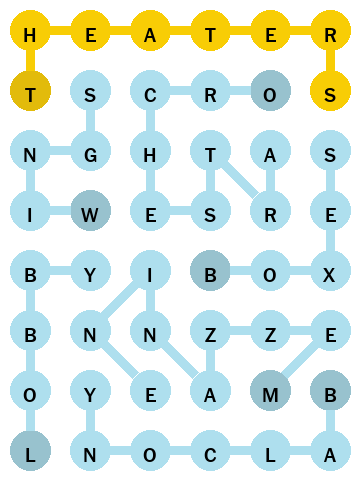 H E A T E R
T S C R O S
N G H T A S
I W E S R E
B Y I B O X
B N N Z Z E
O Y E A M B
L N O C L A